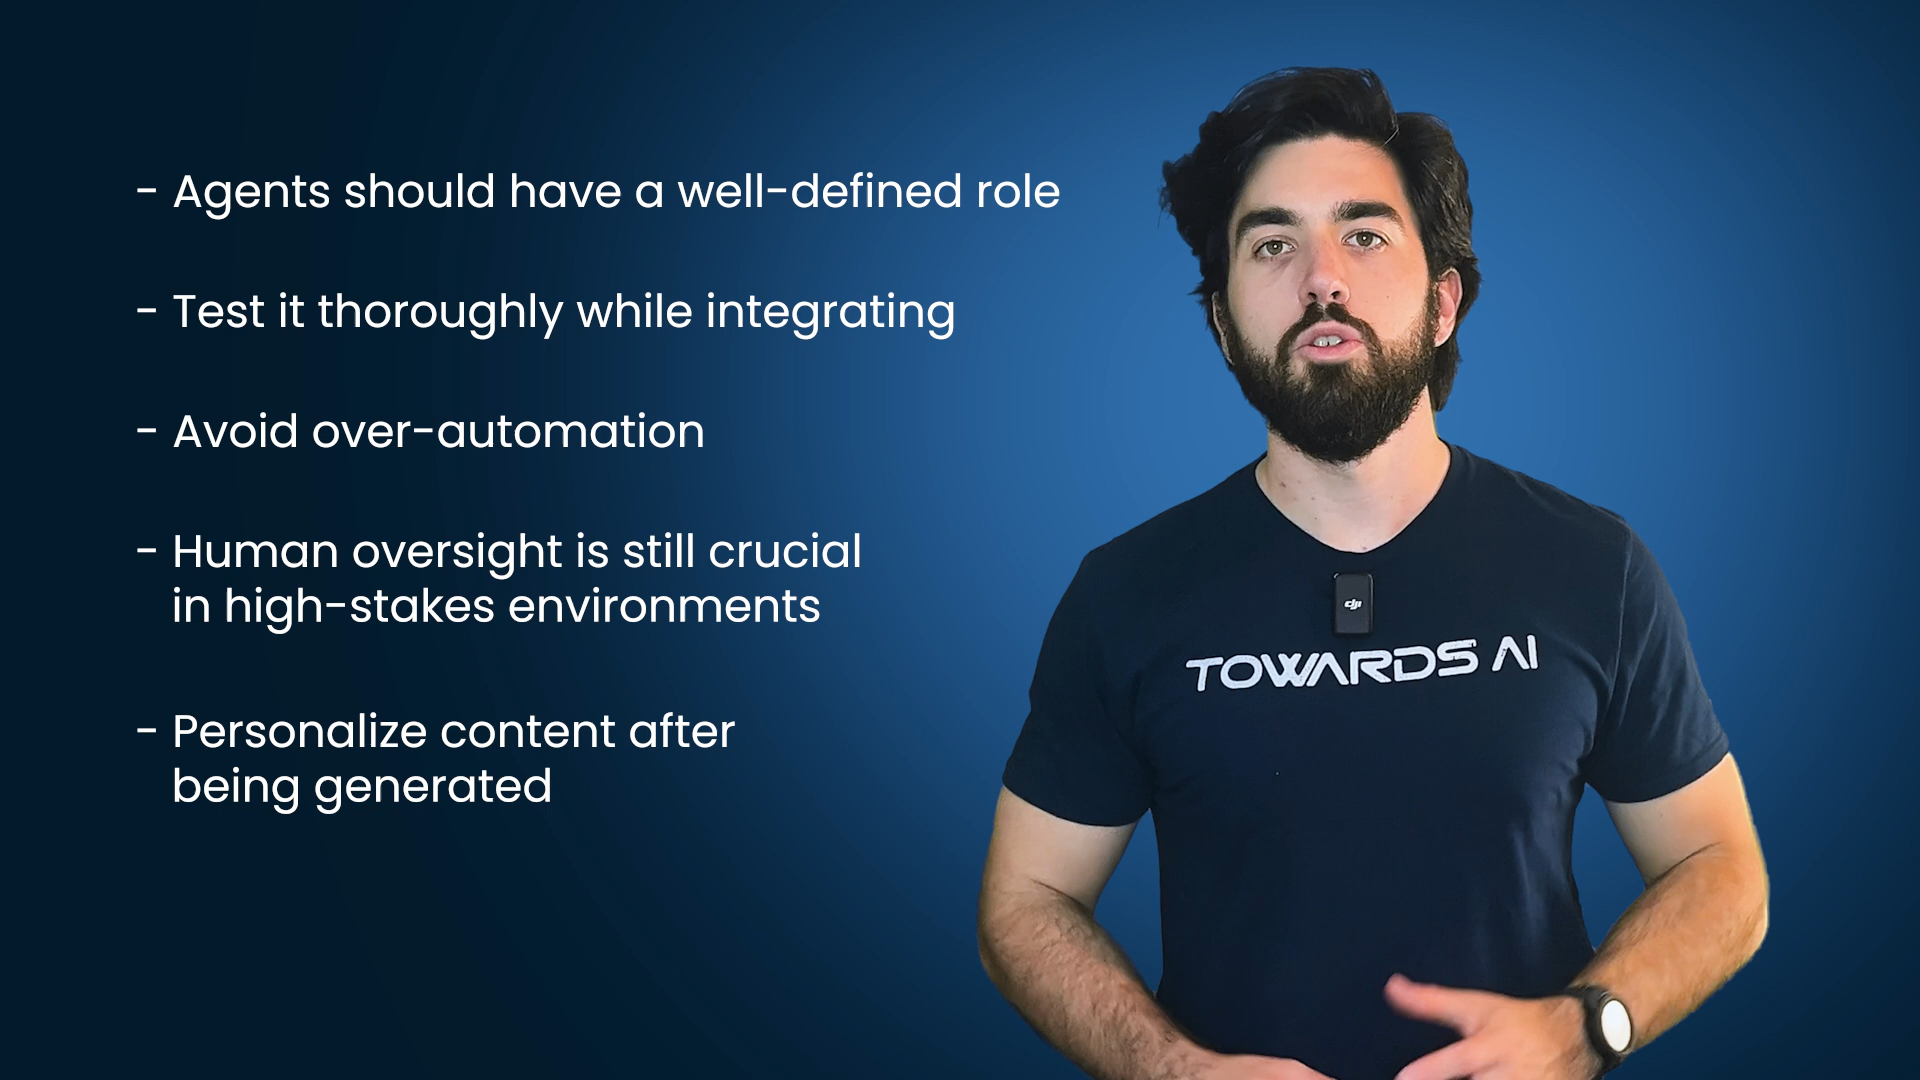 - Agents should have a well-defined role
- Test it thoroughly while integrating
- Avoid over-automation
- Human oversight is still crucial
in high-stakes environments
- Personalize content after
being generated
dji
TOWARDS AI